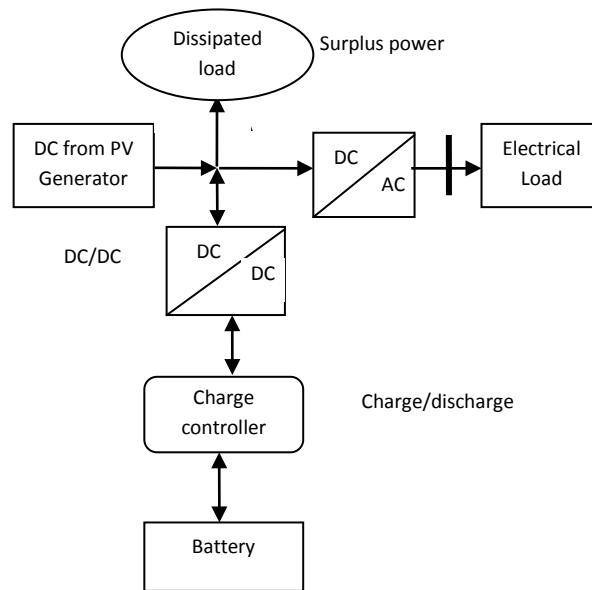 Dissipated
load
Surplus power
DC from PV
Generator
DC
AC
Electrical
Load
DC/DC
DC
DC
Charge
controller
Charge/discharge
Battery